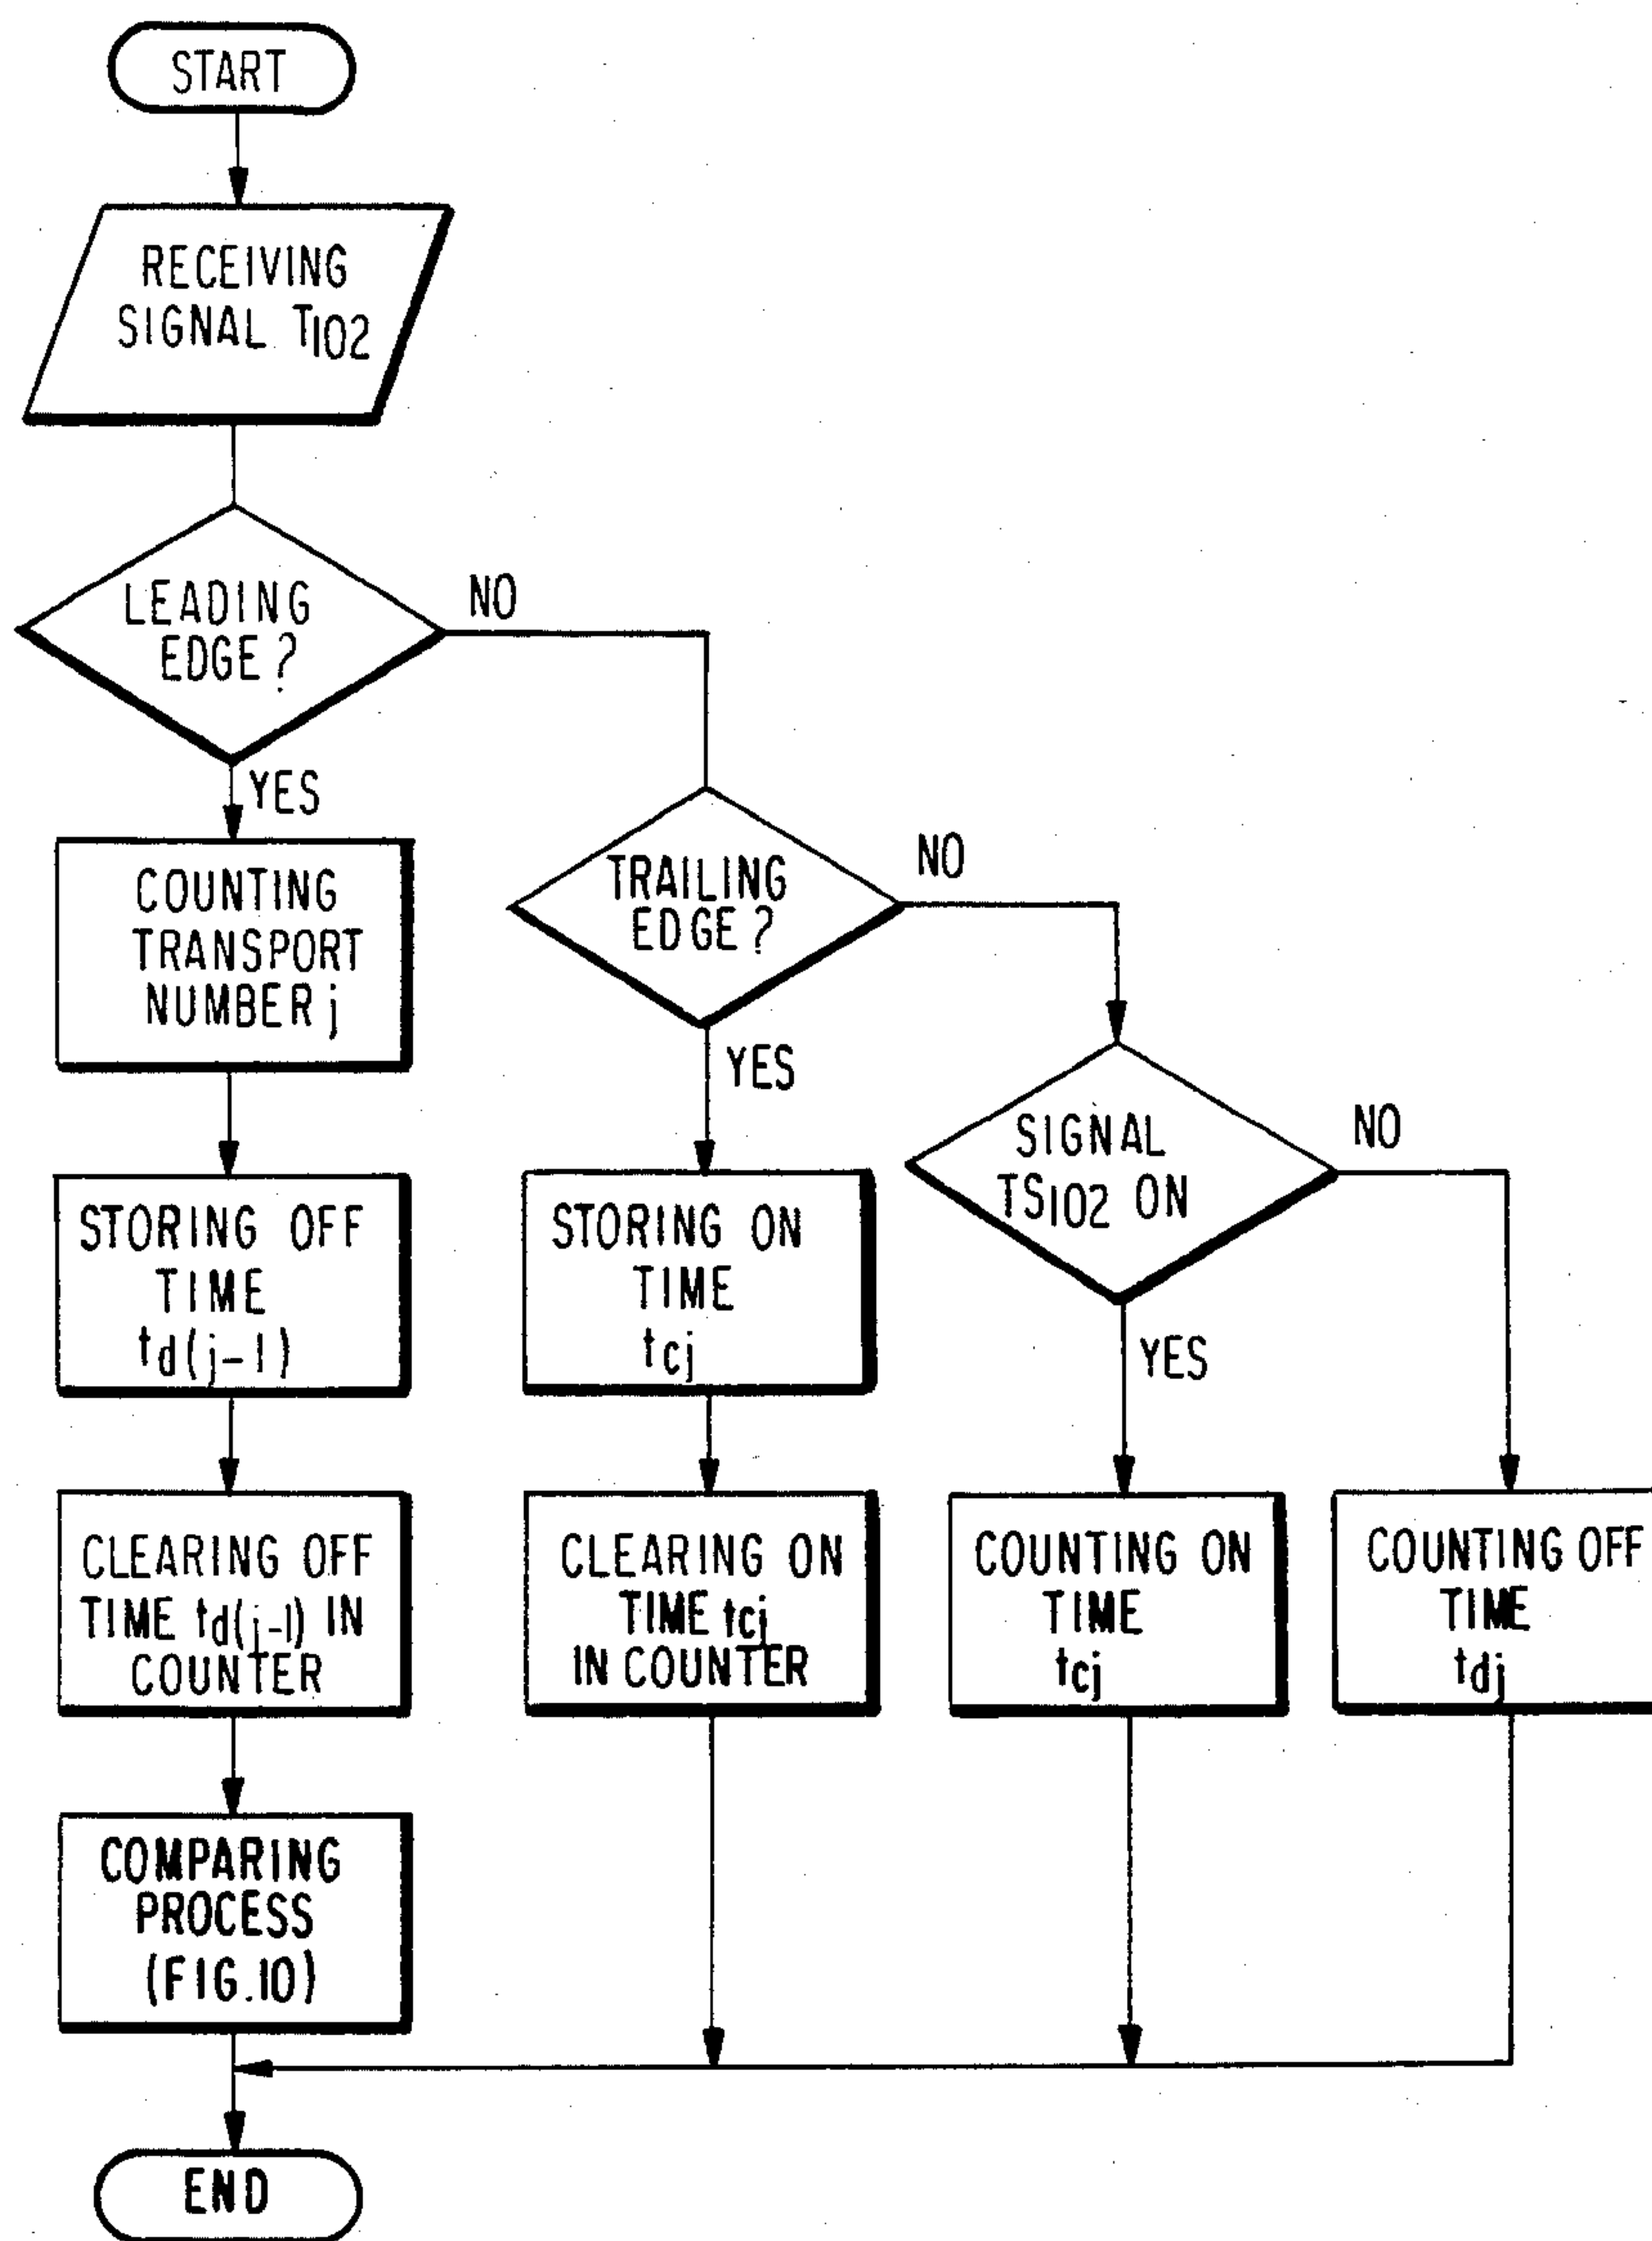 START
RECEIVING
SIGNAL T102
LEADING
EDGE?
NO
YES
COUNTING
TRANSPORT
NUMBER j
STORING OFF
TIME
td(j-1)
CLEARING OFF
TIME td(j-1) IN
COUNTER
COMPARING
PROCESS
(FIG.10)
END
TRAILING
EDGE?
NO
YES
STORING ON
TIME
tcj
CLEARING ON
TIME tcj
IN COUNTER
SIGNAL
TS102 ON
NO
YES
COUNTING ON
TIME
tcj
COUNTING OFF
TIME
tdj